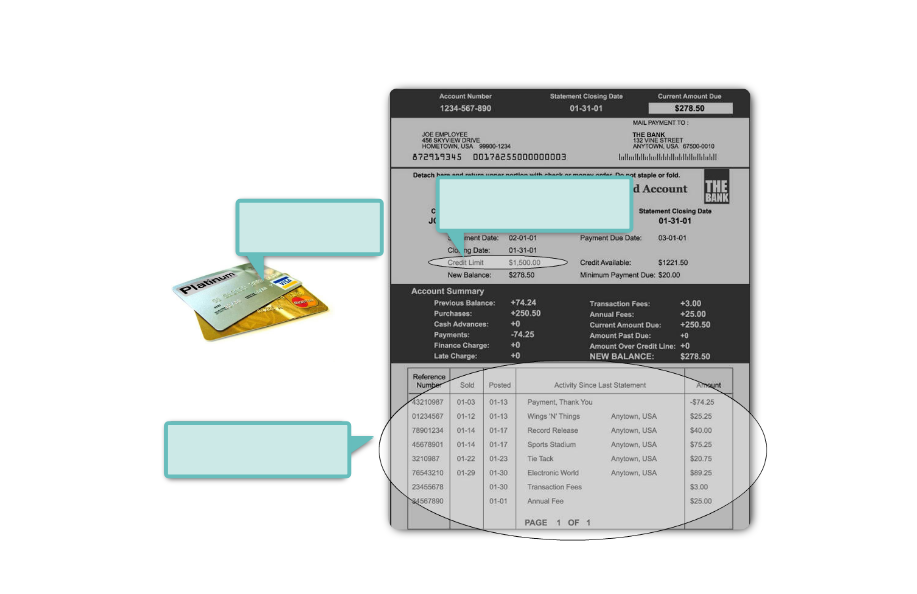 Account Number Statement Closing Date Current Amount Due
1234-567-890 01-31-01 $278.50
MAIL PAYMENT TO :
JOE EMPLOYEE THE BANK
456 SKYVIEW DRIVE 132 VINE STREET
HOMETOWN, USA 99900-1234 ANYTOWN, USA 67500-0010
872919345 00178255000000003
Detach here and return upper portion with check or money order. Do not staple or fold.
d Account THE
BANK
Statement Closing Date
01-31-01
Date: 02-01-01 Payment Due Date: 03-01-01
Closing Date: 01-31-01
Credit Limit $1,500.00 Credit Available: $1221.50
New Balance: $278.50 Minimum Payment Due: $20.00
Platinum
VISA
Account Summary
Previous Balance: +74.24 Transaction Fees: +3.00
Purchases: +250.50 Annual Fees: +25.00
Cash Advances: +0 Current Amount Due: +250.50
Payments: -74.25 Amount Past Due: +0
Finance Charge: +0 Amount Over Credit Line: +0
Late Charge: +0 NEW BALANCE: $278.50
Reference
Number Sold Posted Activity Since Last Statement Amount
43210987 01-03 01-13 Payment, Thank You -$74.25
01234567 01-12 01-13 Wings 'N' Things Anytown, USA $25.25
78901234 01-14 01-17 Record Release Anytown, USA $40.00
45678901 01-14 01-17 Sports Stadium Anytown, USA $75.25
3210987 01-22 01-23 Tie Tack Anytown, USA $20.75
76543210 01-29 01-30 Electronic World Anytown, USA $89.25
23455678 01-30 Transaction Fees $3.00
34567890 01-01 Annual Fee $25.00
PAGE 1 OF 1